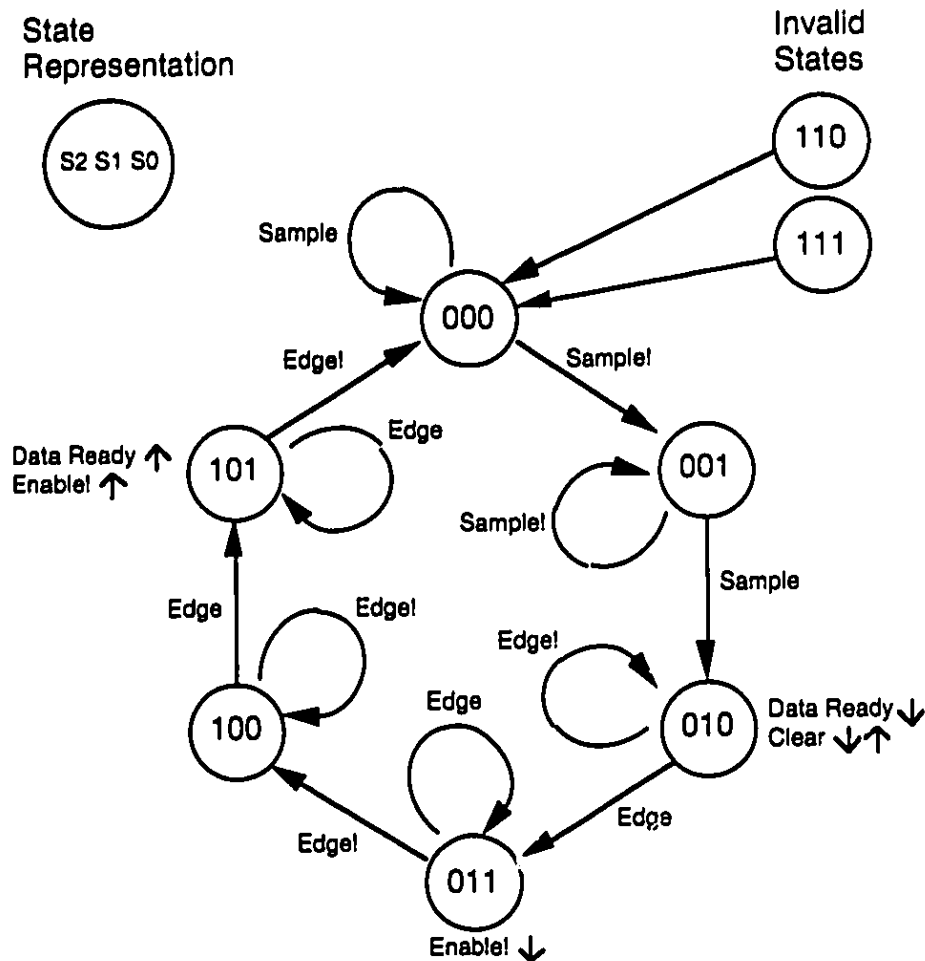 State
Representation
S2 S1 S0
Invalid
States
110
111
Sample
000
Edge!
Sample!
Data Ready ↑
Enable! ↑
101
Edge
001
Sample!
Sample
Edge
Edge!
Edge!
100
Edge
010
Data Ready ↓
Clear ↓↑
Edge!
Edge
011
Enable! ↓